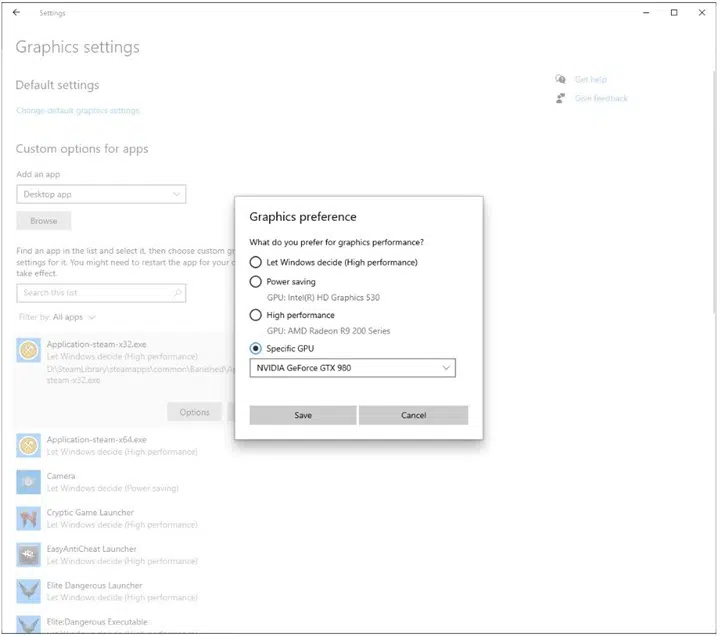 Settings
Graphics settings
Default settings
Change default graphics settings
Get help
Give feedback
Custom options for apps
Add an app
Desktop app
Browse
Find an app in the list and select it, then choose custom gr
settings for it. You might need to restart the app for your c
take effect.
Search this list
Filter by: All apps
Application-steam-x32.exe
Let Windows decide (High performance)
D:\SteamLibrary\steamapps\common\Banished\Ap
steam-x32.exe
Options
Application-steam-x64.exe
Let Windows decide (High performance)
Camera
Let Windows decide (Power saving)
Cryptic Game Launcher
Let Windows decide (High performance)
EasyAntiCheat Launcher
Let Windows decide (High performance)
Elite Dangerous Launcher
Let Windows decide (High performance)
Elite:Dangerous Executable
Graphics preference
What do you prefer for graphics performance?
Let Windows decide (High performance)
Power saving
GPU: Intel(R) HD Graphics 530
High performance
GPU: AMD Radeon R9 200 Series
Specific GPU
NVIDIA GeForce GTX 980
Save
Cancel